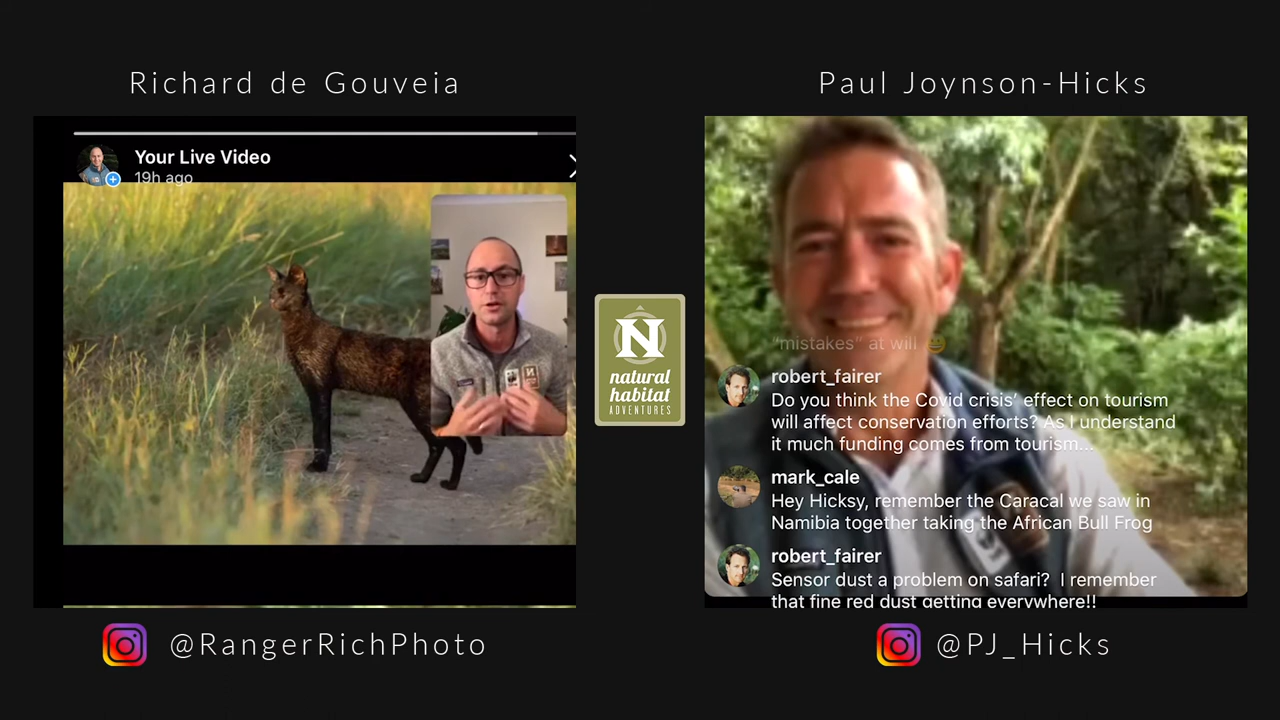 Richard de Gouveia
Paul Joynson-Hicks
Your Live Video
19h ago
N
natural
habitat
ADVENTURES
"mistakes" at will 😄
robert_fairer
Do you think the Covid crisis' effect on tourism
will affect conservation efforts? As I understand
it much funding comes from tourism...
mark_cale
Hey Hicksy, remember the Caracal we saw in
Namibia together taking the African Bull Frog
robert_fairer
Sensor dust a problem on safari? I remember
that fine red dust getting everywhere!!
@RangerRichPhoto
@PJ_Hicks